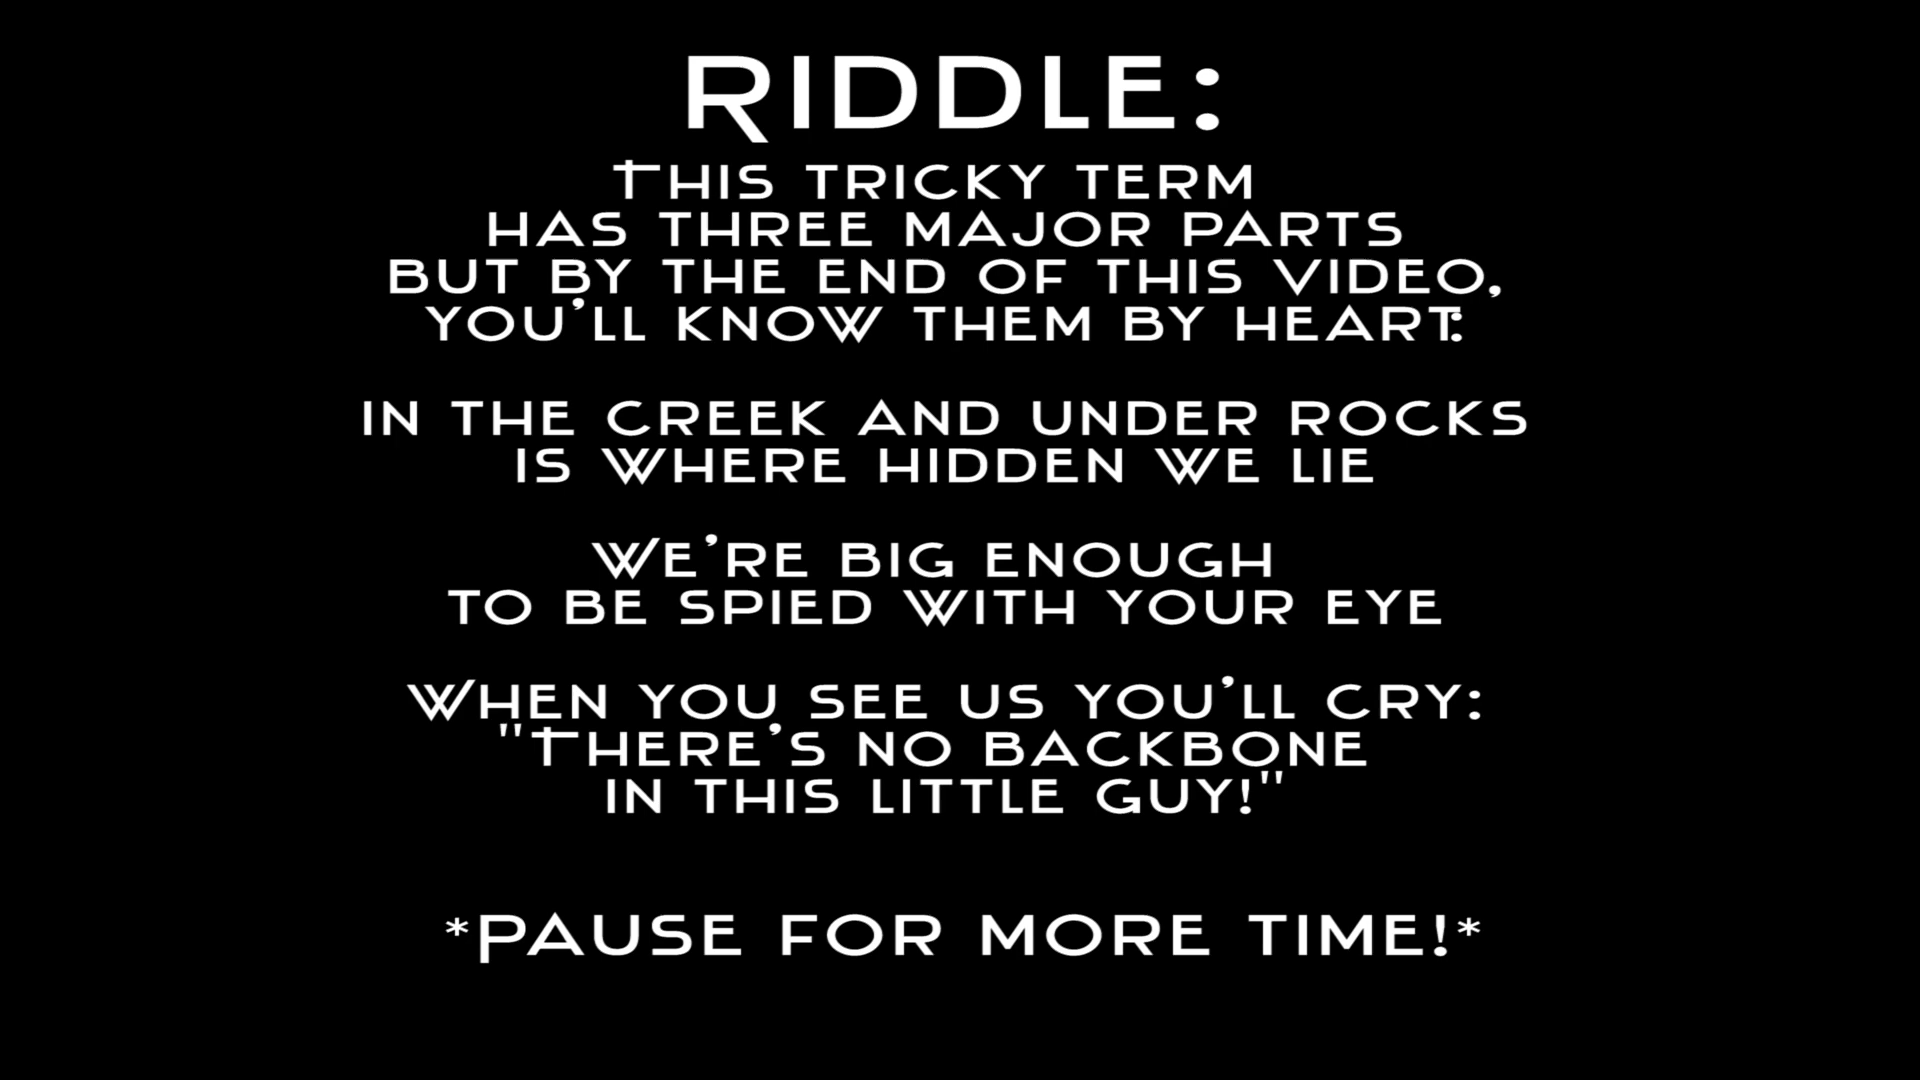 RIDDLE:
THIS TRICKY TERM
HAS THREE MAJOR PARTS
BUT BY THE END OF THIS VIDEO,
YOU'LL KNOW THEM BY HEART:
IN THE CREEK AND UNDER ROCKS
IS WHERE HIDDEN WE LIE
WE'RE BIG ENOUGH
TO BE SPIED WITH YOUR EYE
WHEN YOU SEE US YOU'LL CRY:
"THERE'S NO BACKBONE
IN THIS LITTLE GUY!"
*PAUSE FOR MORE TIME!*